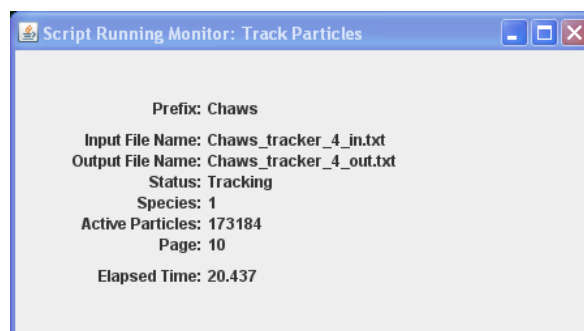 Script Running Monitor: Track Particles
Prefix: Chaws
Input File Name: Chaws_tracker_4_in.txt
Output File Name: Chaws_tracker_4_out.txt
Status: Tracking
Species: 1
Active Particles: 173184
Page: 10
Elapsed Time: 20.437